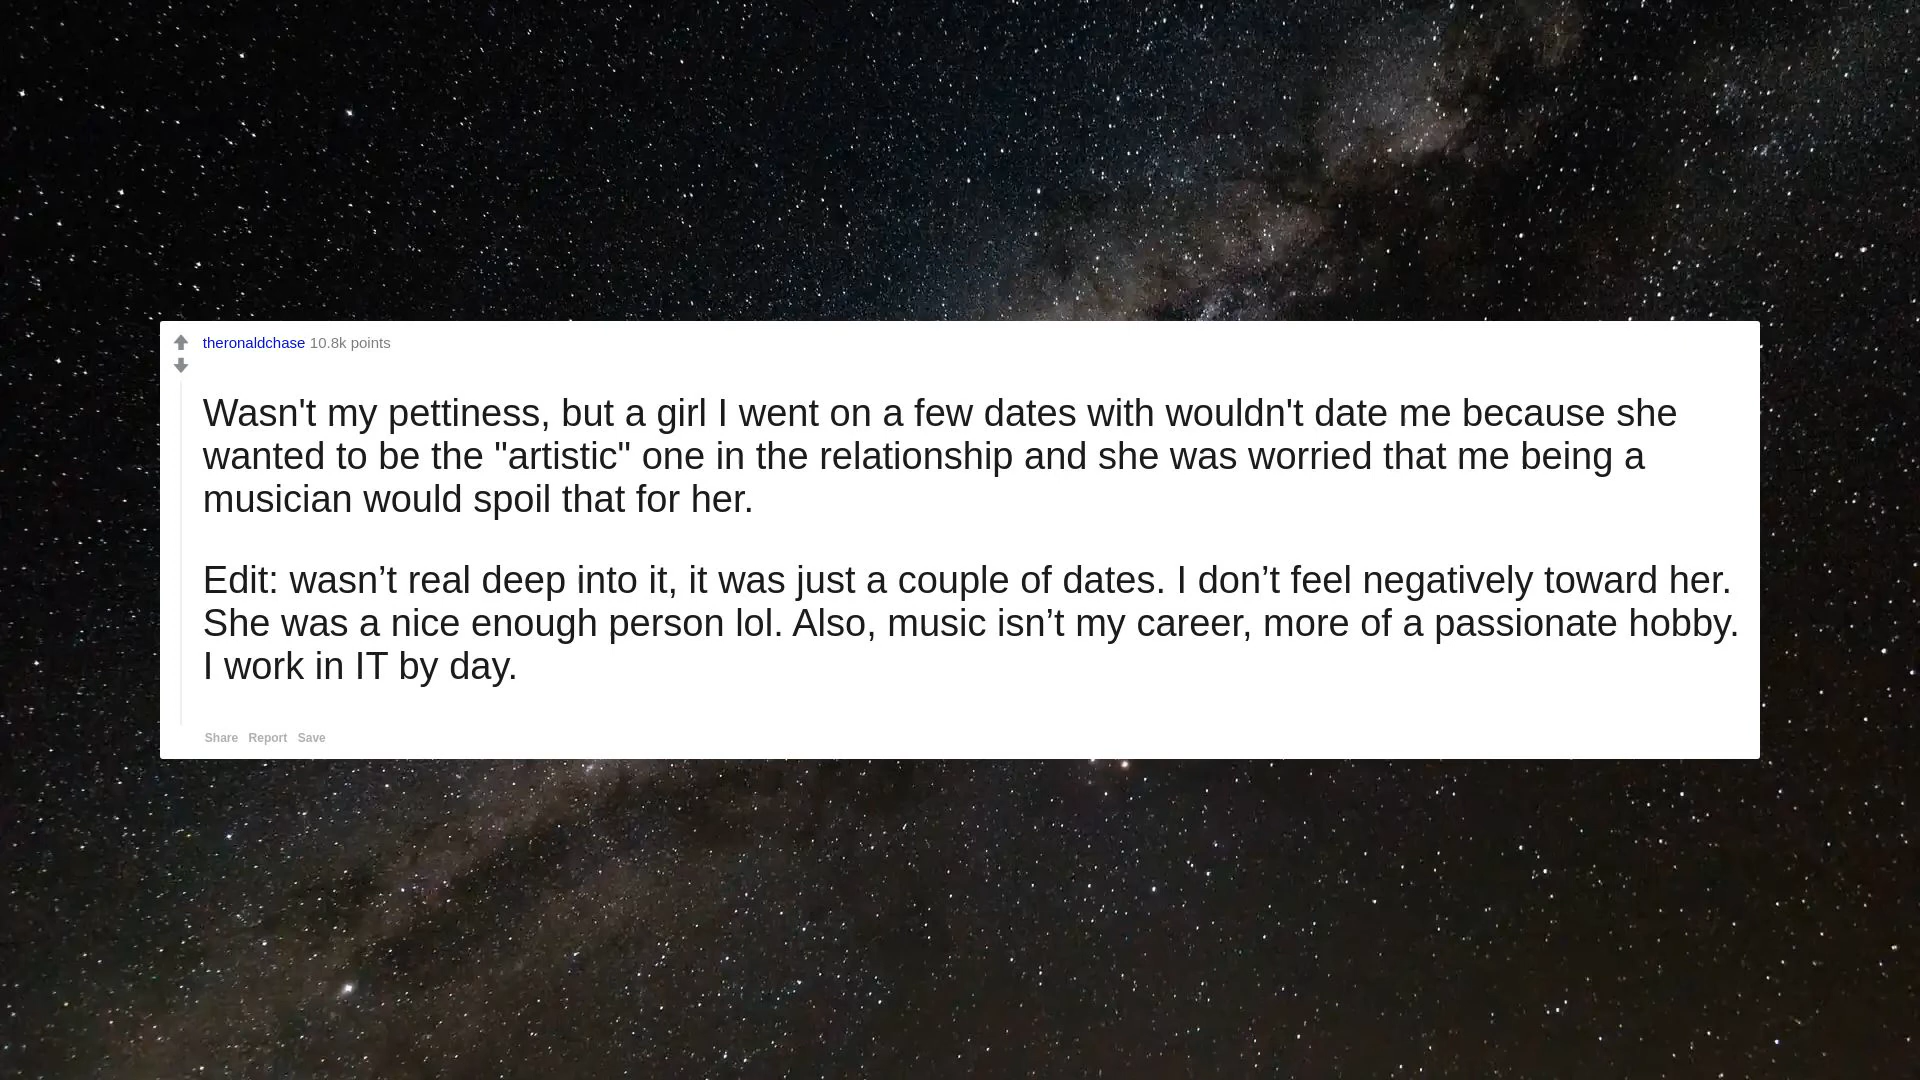 theronaldchase 10.8k points
Wasn't my pettiness, but a girl I went on a few dates with wouldn't date me because she
wanted to be the "artistic" one in the relationship and she was worried that me being a
musician would spoil that for her.
Edit: wasn’t real deep into it, it was just a couple of dates. I don’t feel negatively toward her.
She was a nice enough person lol. Also, music isn’t my career, more of a passionate hobby.
I work in IT by day.
Share Report Save